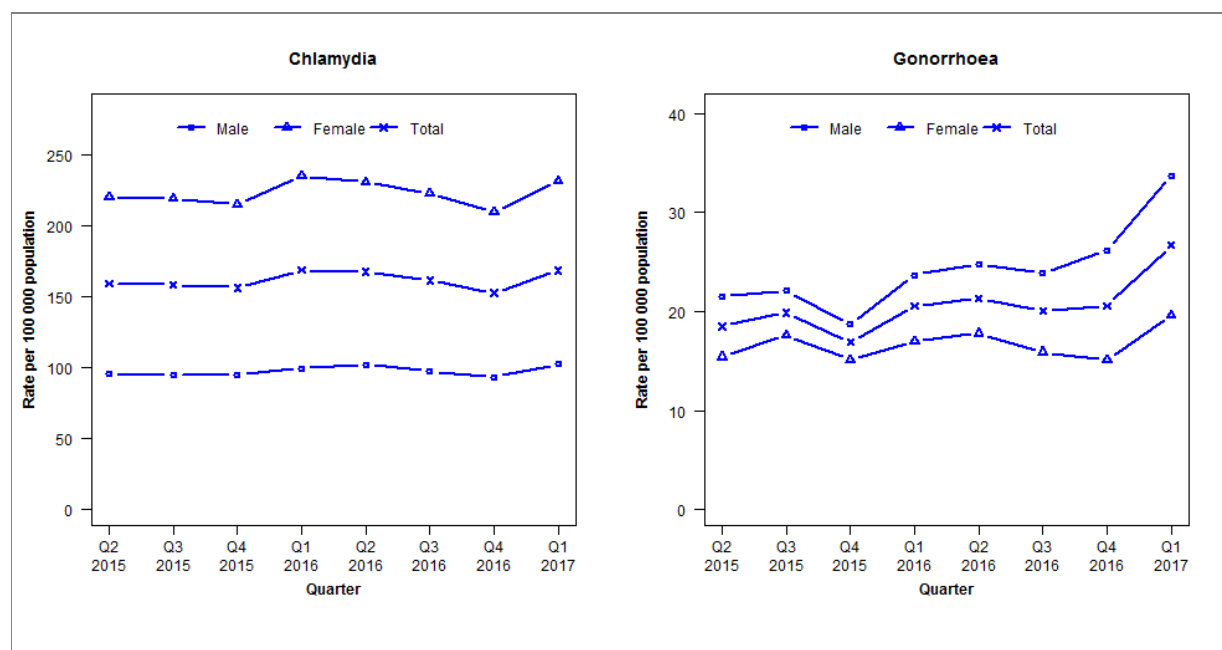 Chlamydia
Male Female Total
250
200
150
100
50
0
Rate per 100 000 population
Q2 Q3 Q4 Q1 Q2 Q3 Q4 Q1
2015 2015 2015 2016 2016 2016 2016 2017
Quarter
Gonorrhoea
Male Female Total
40
30
20
10
0
Rate per 100 000 population
Q2 Q3 Q4 Q1 Q2 Q3 Q4 Q1
2015 2015 2015 2016 2016 2016 2016 2017
Quarter